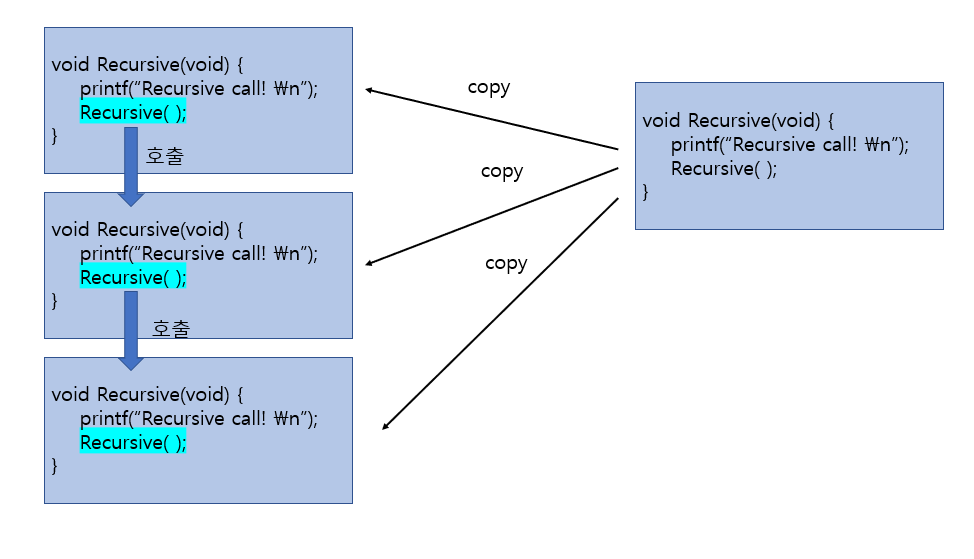 void Recursive(void) {
printf(“Recursive call! ₩n”);
Recursive( );
}
호출
void Recursive(void) {
printf(“Recursive call! ₩n”);
Recursive( );
}
호출
void Recursive(void) {
printf(“Recursive call! ₩n”);
Recursive( );
}
copy
copy
copy
void Recursive(void) {
printf(“Recursive call! ₩n”);
Recursive( );
}